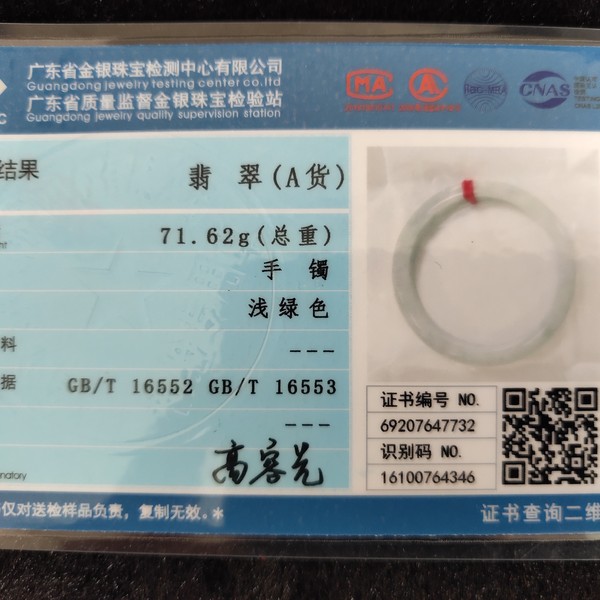 广东省金银珠宝检测中心有限公司
Guangdong jewelry testing center co.ltd
广东省质量监督金银珠宝检验站
Guangdong jewelry quality supervision station
MA
CNAS
结果
翡翠(A货)
71.62g(总重)
手镯
浅绿色
料
---
据
GB/T 16552 GB/T 16553
---
证书编号 NO.
69207647732
识别码 NO.
16100764346
仅对送检样品负责，复制无效。*
证书查询二维